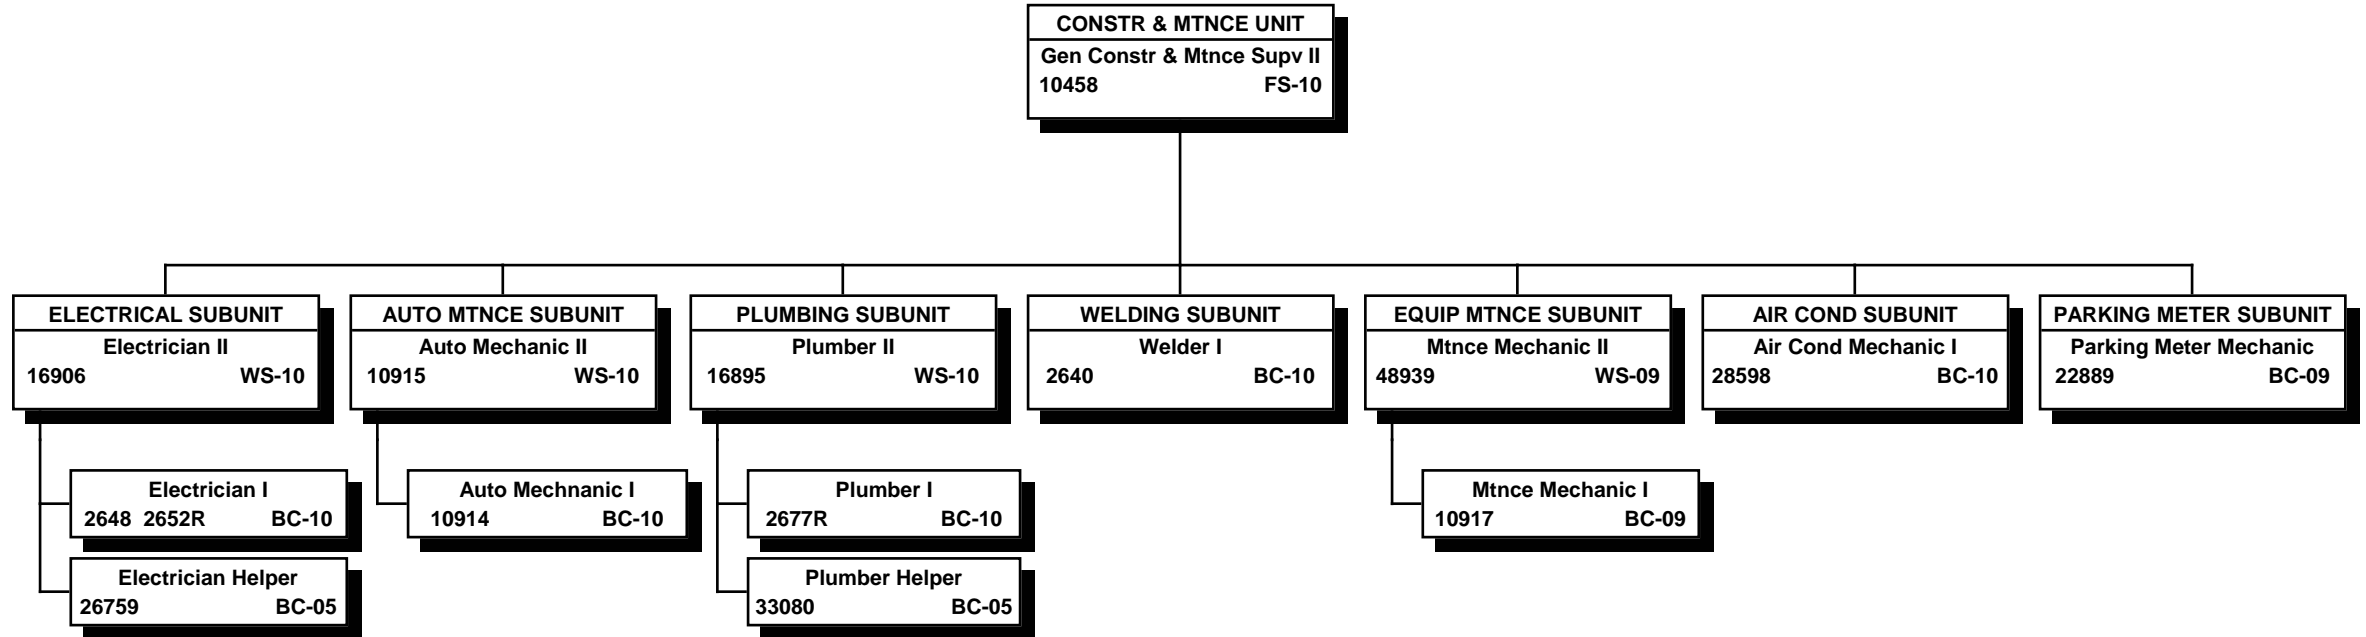 CONSTR & MTNCE UNIT
Gen Constr & Mtnce Supv II
10458 FS-10
ELECTRICAL SUBUNIT
Electrician II
16906 WS-10
AUTO MTNCE SUBUNIT
Auto Mechanic II
10915 WS-10
PLUMBING SUBUNIT
Plumber II
16895 WS-10
WELDING SUBUNIT
Welder I
2640 BC-10
EQUIP MTNCE SUBUNIT
Mtnce Mechanic II
48939 WS-09
AIR COND SUBUNIT
Air Cond Mechanic I
28598 BC-10
PARKING METER SUBUNIT
Parking Meter Mechanic
22889 BC-09
Electrician I
2648 2652R BC-10
Electrician Helper
26759 BC-05
Auto Mechnanic I
10914 BC-10
Plumber I
2677R BC-10
Plumber Helper
33080 BC-05
Mtnce Mechanic I
10917 BC-09